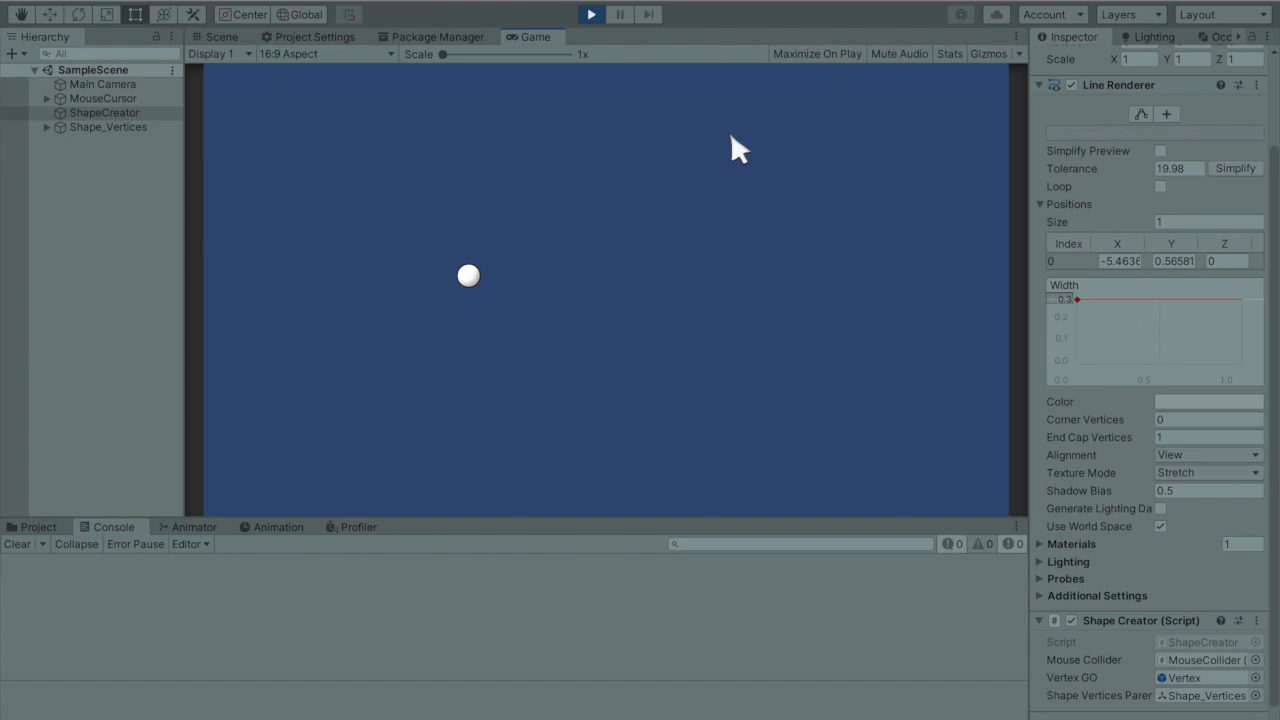 Center Global Account Layers Layout
Hierarchy Scene Project Settings Package Manager Game Inspector Lighting Occ
All Display 1 16:9 Aspect Scale 1x Maximize On Play Mute Audio Stats Gizmos Scale X 1 Y 1 Z 1
SampleScene
Main Camera
MouseCursor
ShapeCreator
Shape_Vertices
Line Renderer
Simplify Preview
Tolerance 19.98 Simplify
Loop
Positions
Size 1
Index X Y Z
0 -5.4636 0.56581 0
Width
0.3
0.2
0.1
0.0
0.0 0.5 1.0
Color
Corner Vertices 0
End Cap Vertices 1
Alignment View
Texture Mode Stretch
Shadow Bias 0.5
Generate Lighting Da
Use World Space
Materials 1
Lighting
Probes
Additional Settings
Project Console Animator Animation Profiler
Clear Collapse Error Pause Editor 0 0 0
# Shape Creator (Script)
Script # ShapeCreator
Mouse Collider # MouseCollider (
Vertex GO Vertex
Shape Vertices Parer Shape_Vertices